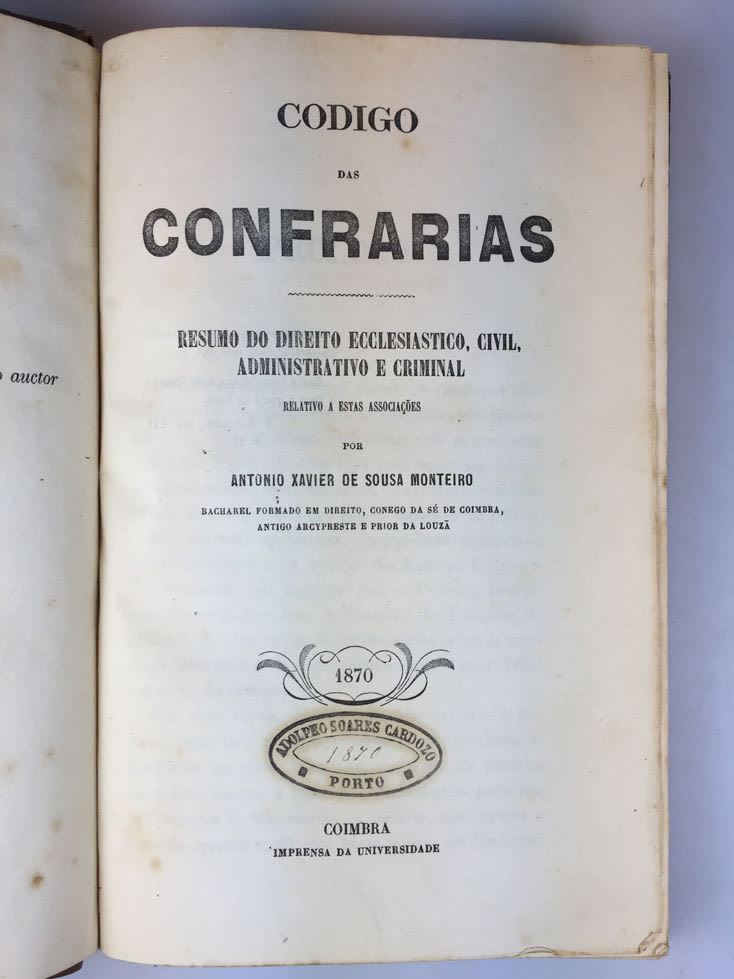 auctor
CODIGO
DAS
CONFRARIAS
RESUMO DO DIREITO ECCLESIASTICO, CIVIL,
ADMINISTRATIVO E CRIMINAL
RELATIVO A ESTAS ASSOCIAÇÕES
POR
ANTONIO XAVIER DE SOUSA MONTEIRO
BACHAREL FORMADO EM DIREITO, CONEGO DA SÉ DE COIMBRA,
ANTIGO ARCYPRESTE E PRIOR DA LOUZÃ
1870
ADOLPHO SOARES CARDOZO
1870
PORTO
COIMBRA
IMPRENSA DA UNIVERSIDADE